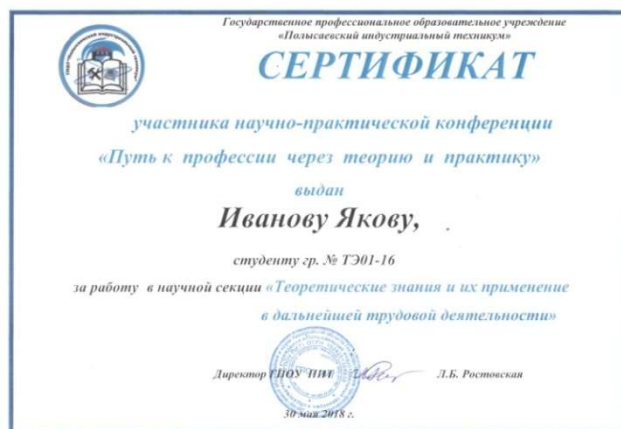 Государственное профессиональное образовательное учреждение
«Полысаевский индустриальный техникум»
СЕРТИФИКАТ
участника научно-практической конференции
«Путь к профессии через теорию и практику»
выдан
Иванову Якову,
студенту гр. № ТЭ01-16
за работу в научной секции «Теоретические знания и их применение
в дальнейшей трудовой деятельности»
Директор ГПОУ ПИТ Л.Б. Ростовская
30 мая 2018 г.